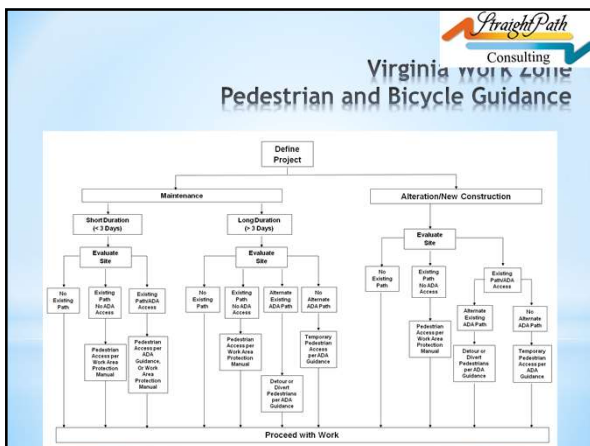 StraightPath
Consulting
Virginia Work Zone
Pedestrian and Bicycle Guidance
Define
Project
Maintenance
Alteration/New Construction
Short Duration
(< 3 Days)
Long Duration
(> 3 Days)
Evaluate
Site
Evaluate
Site
Evaluate
Site
No
Existing
Path
Existing
Path
No ADA
Access
Existing
Path/ADA
Access
No
Existing
Path
Existing
Path
No ADA
Access
Alternate
Existing
ADA Path
No
Alternate
ADA Path
No
Existing
Path
Existing
Path
No ADA
Access
Existing
Path/ADA
Access
Alternate
Existing
ADA Path
No
Alternate
ADA Path
Pedestrian
Access per
Work Area
Protection
Manual
Pedestrian
Access per
ADA
Guidance,
Or Work
Area
Protection
Manual
Pedestrian
Access per
Work Area
Protection
Manual
Detour or
Divert
Pedestrians
per ADA
Guidance
Temporary
Pedestrian
Access
per ADA
Guidance
Pedestrian
Access per
Work Area
Protection
Manual
Detour or
Divert
Pedestrians
per ADA
Guidance
Temporary
Pedestrian
Access per
ADA
Guidance
Proceed with Work